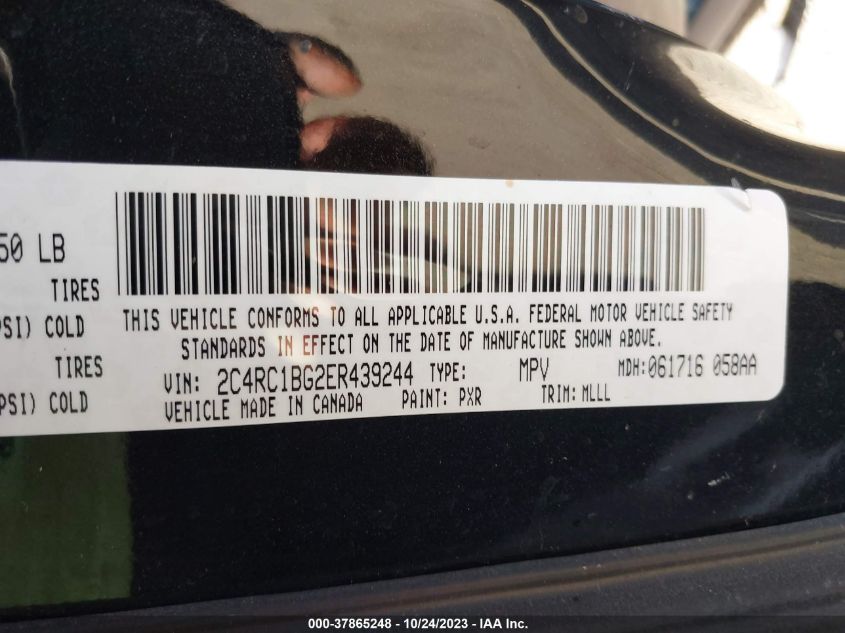 50 LB
TIRES
PSI) COLD
TIRES
PSI) COLD
THIS VEHICLE CONFORMS TO ALL APPLICABLE U.S.A. FEDERAL MOTOR VEHICLE SAFETY
STANDARDS IN EFFECT ON THE DATE OF MANUFACTURE SHOWN ABOVE.
VIN: 2C4RC1BG2ER439244 TYPE: MPV MDH:061716 058AA
VEHICLE MADE IN CANADA PAINT: PXR TRIM: MLLL
000-37865248 | 10/24/2023 | IAA Inc.